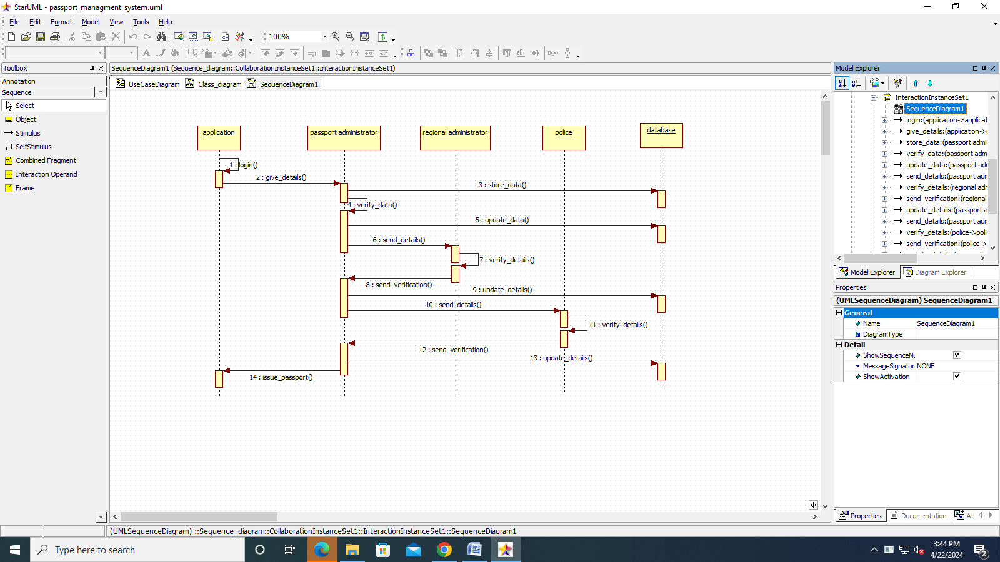 StarUML - passport_managment_system.uml
File Edit Format Model View Tools Help
100%
Toolbox
SequenceDiagram1 (Sequence_diagram::CollaborationInstanceSet1::InteractionInstanceSet1)
Model Explorer
Annotation
Sequence
UseCaseDiagram Class_diagram SequenceDiagram1
Select
Object
Stimulus
SelfStimulus
Combined Fragment
Interaction Operand
Frame
application
passport administrator
regional administrator
police
database
1 : login()
2 : give_details()
3 : store_data()
4 : verify_data()
5 : update_data()
6 : send_details()
7 : verify_details()
8 : send_verification()
9 : update_details()
10 : send_details()
11 : verify_details()
12 : send_verification()
13 : update_details()
14 : issue_passport()
InteractionInstanceSet1
SequenceDiagram1
login:(application->applicat
give_details:(application->p
store_data:(passport admi
verify_data:(passport adm
update_data:(passport adr
send_details:(passport adm
verify_details:(regional adr
send_verification:(regional
update_details:(passport a
send_details:(passport adm
verify_details:(police->poli
send_verification:(police->
Model Explorer Diagram Explorer
Properties
(UMLSequenceDiagram) SequenceDiagram1
General
Name SequenceDiagram1
DiagramType
Detail
ShowSequenceNu
MessageSignatur NONE
ShowActivation
Properties Documentation At
(UMLSequenceDiagram) ::Sequence_diagram::CollaborationInstanceSet1::InteractionInstanceSet1::SequenceDiagram1
Type here to search
3:44 PM
4/22/2024
2